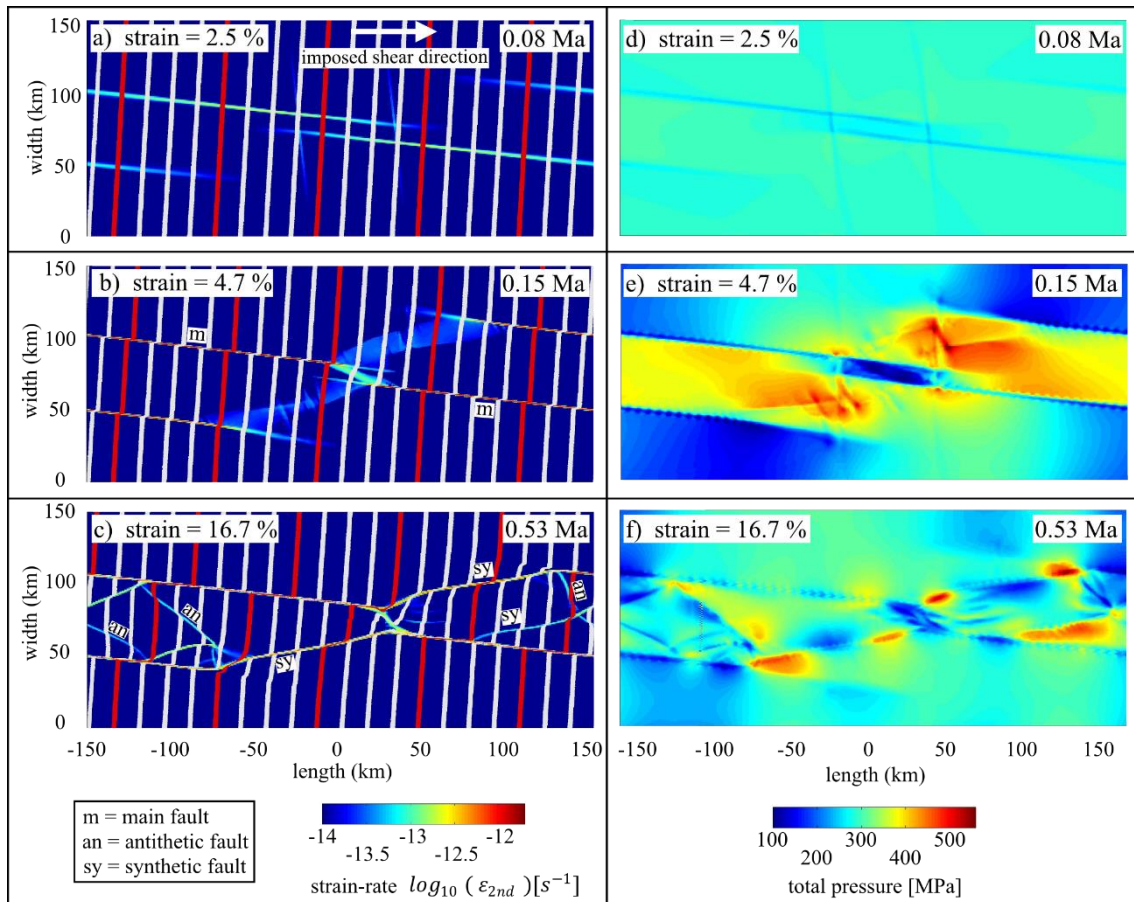 a) strain = 2.5 %
0.08 Ma
imposed shear direction
150
100
50
0
width (km)
d) strain = 2.5 %
0.08 Ma
b) strain = 4.7 %
0.15 Ma
150
100
50
0
width (km)
m
m
e) strain = 4.7 %
0.15 Ma
c) strain = 16.7 %
0.53 Ma
150
100
50
0
width (km)
sy
an
an
an
sy
sy
-150
-100
-50
0
50
100
150
length (km)
f) strain = 16.7 %
0.53 Ma
-150
-100
-50
0
50
100
150
length (km)
m = main fault
an = antithetic fault
sy = synthetic fault
-14
-13
-12
-13.5
-12.5
strain-rate log₁₀ ( ε₂ₙd )[s⁻¹]
100
300
500
200
400
total pressure [MPa]